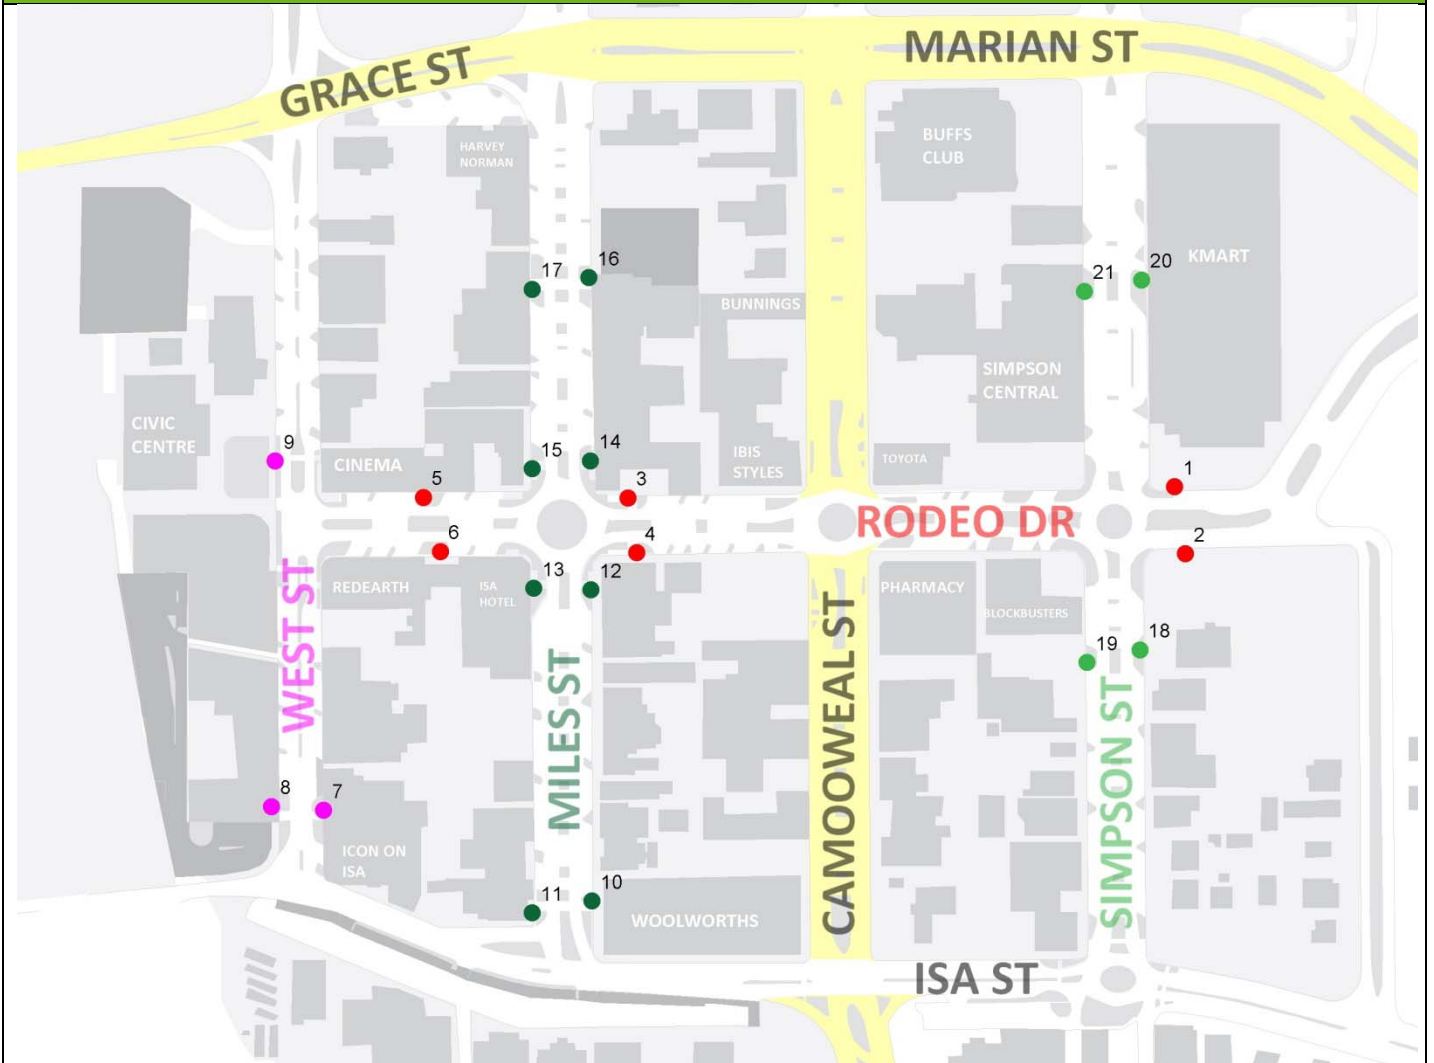 MARIAN ST
GRACE ST
BUFFS
CLUB
HARVEY
NORMAN
KMART
17
16
21
20
BUNNINGS
SIMPSON
CENTRAL
CIVIC
CENTRE
9
CINEMA
15
14
IBIS
STYLES
TOYOTA
5
3
1
RODEO DR
6
4
2
REDEARTH
ISA
HOTEL
13
12
PHARMACY
BLOCKBUSTERS
WEST ST
MILES ST
CAMOOWEAL ST
SIMPSON ST
19
18
8
7
ICON ON
ISA
11
10
WOOLWORTHS
ISA ST